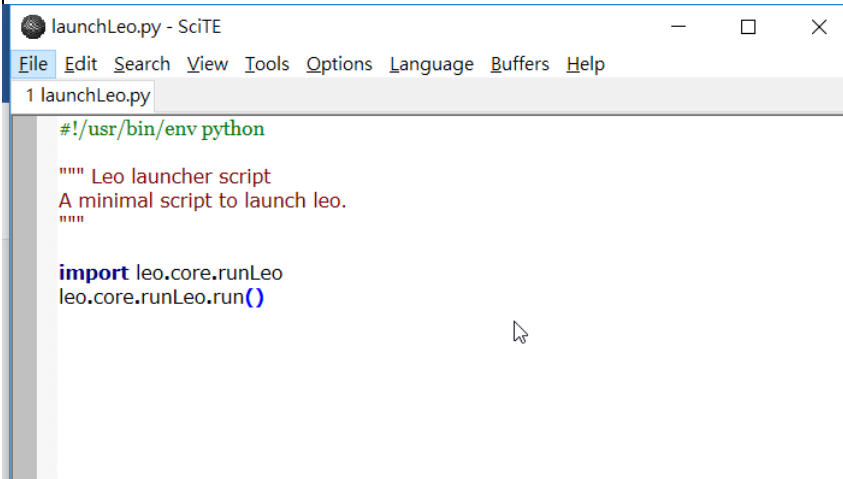 launchLeo.py - SciTE
File Edit Search View Tools Options Language Buffers Help
1 launchLeo.py
#!/usr/bin/env python
""" Leo launcher script
A minimal script to launch leo.
"""
import leo.core.runLeo
leo.core.runLeo.run()